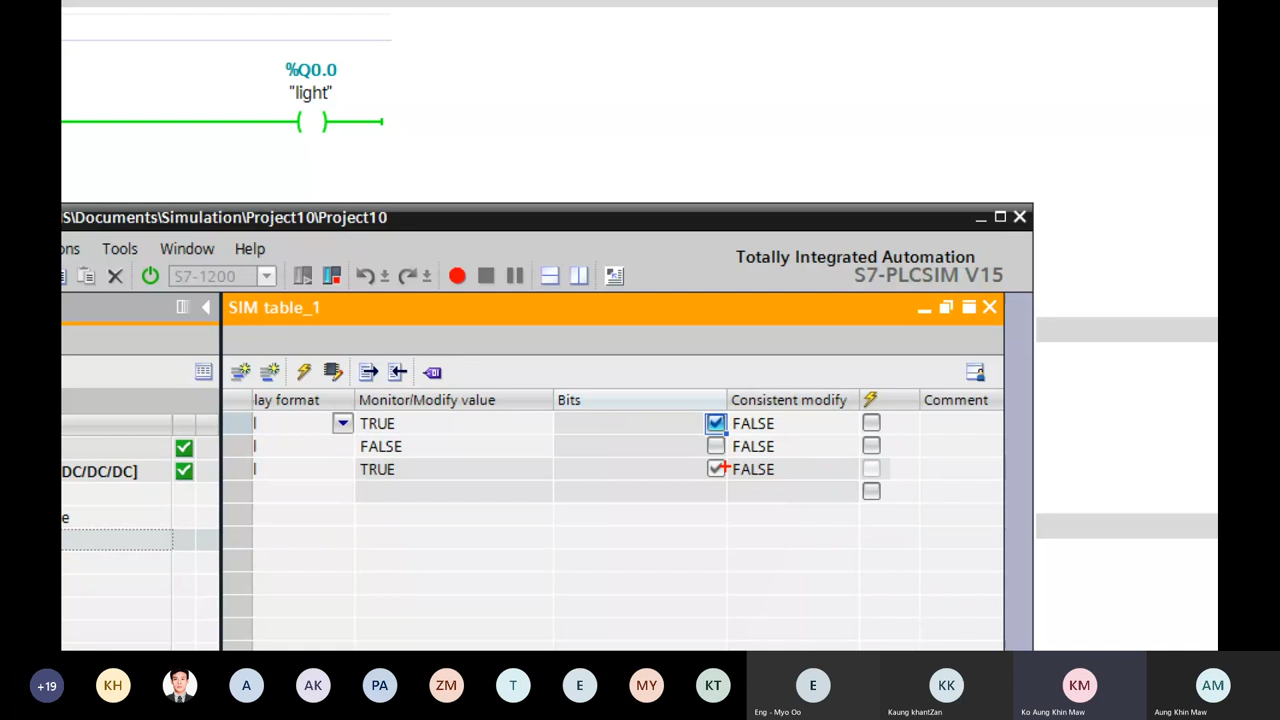 %Q0.0
"light"
S\Documents\Simulation\Project10\Project10
ons Tools Window Help
Totally Integrated Automation
S7-PLCSIM V15
S7-1200
SIM table_1
lay format Monitor/Modify value Bits Consistent modify Comment
TRUE FALSE
FALSE FALSE
DC/DC/DC] TRUE FALSE
e
+19 KH A AK PA ZM T E MY KT E KK KM AM
Eng - Myo Oo Kaung khantZan Ko Aung Khin Maw Aung Khin Maw